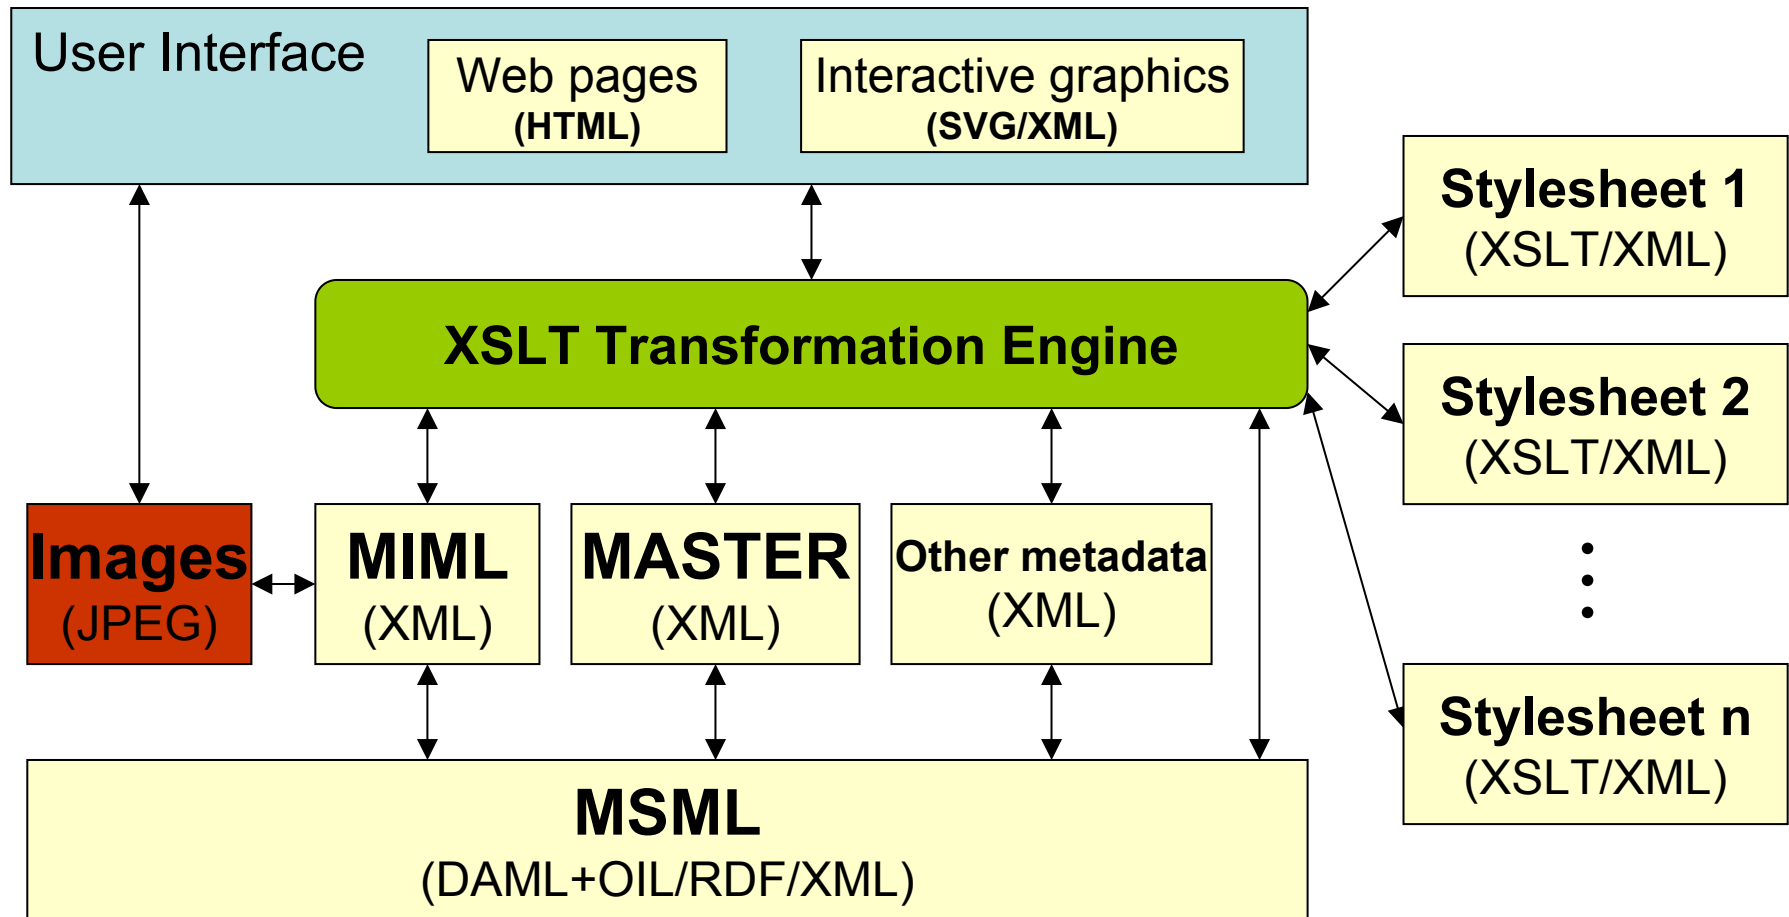 User Interface
Web pages
(HTML)
Interactive graphics
(SVG/XML)
Stylesheet 1
(XSLT/XML)
XSLT Transformation Engine
Stylesheet 2
(XSLT/XML)
Images
(JPEG)
MIML
(XML)
MASTER
(XML)
Other metadata
(XML)
Stylesheet n
(XSLT/XML)
MSML
(DAML+OIL/RDF/XML)